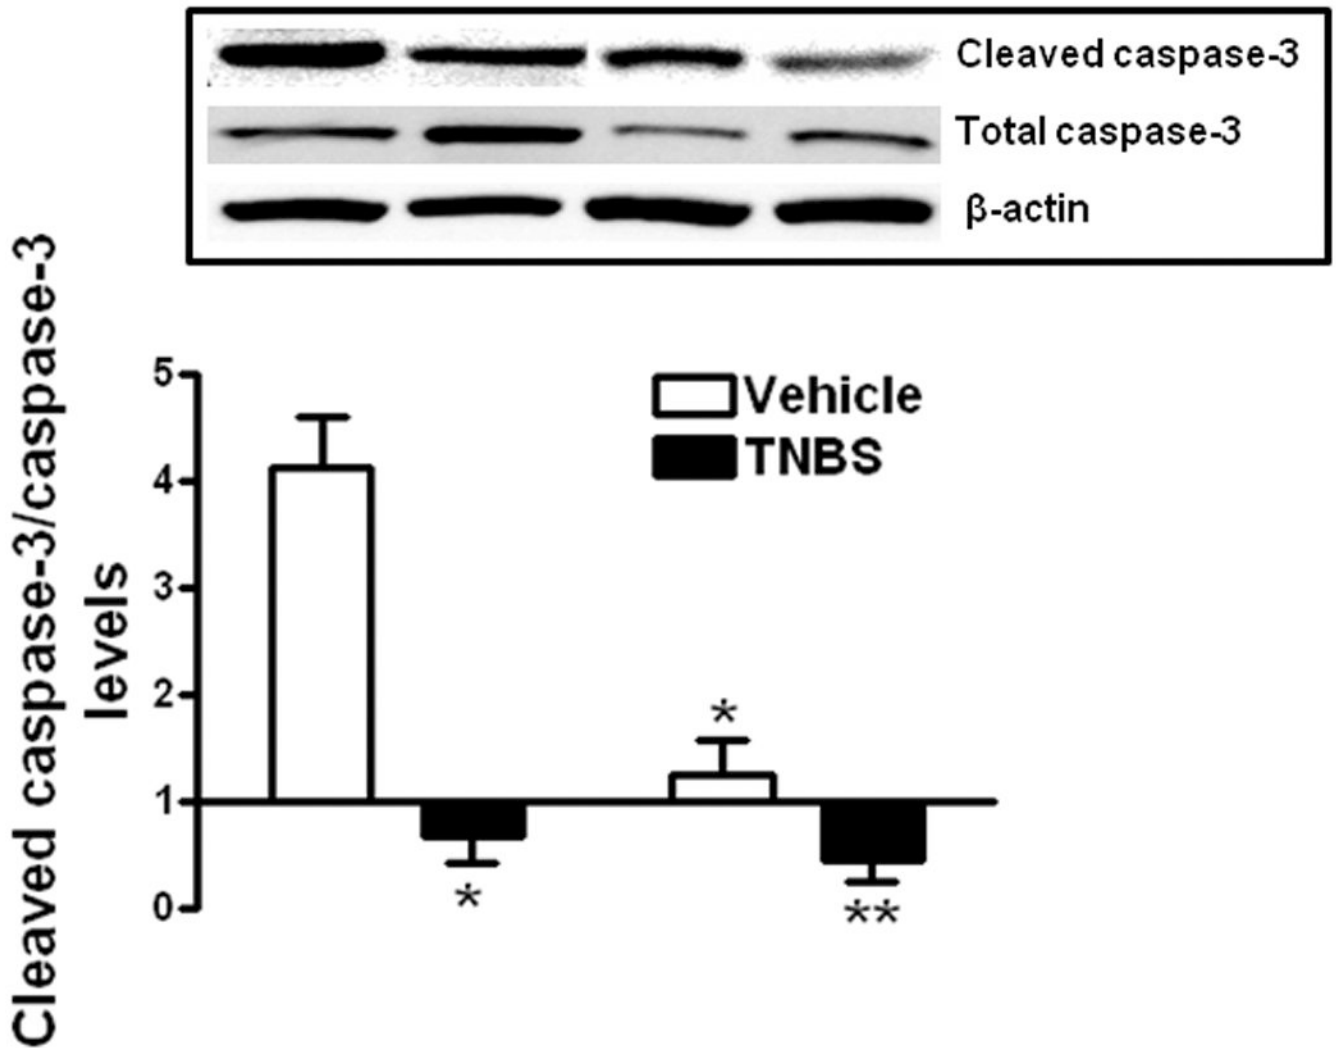 Cleaved caspase-3
Total caspase-3
β-actin
Cleaved caspase-3/caspase-3
levels
5
4
3
2
1
0
Vehicle
TNBS
*
*
**